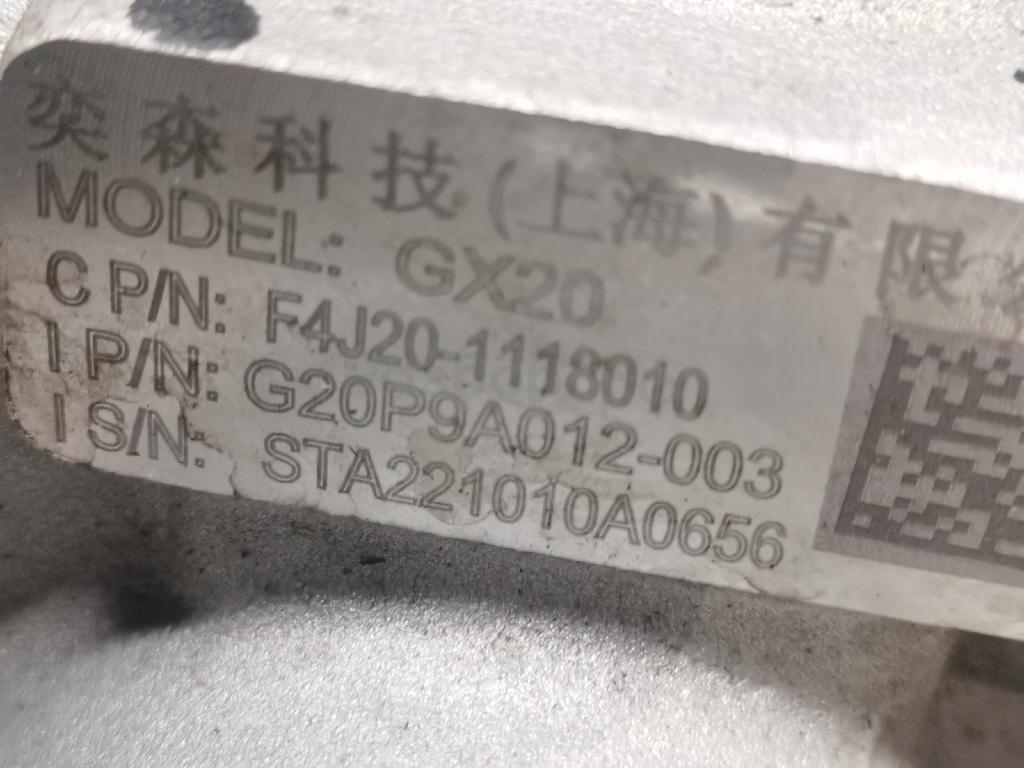 奕森科技(上海)有限
MODEL: GX20
C P/N: F4J20-1118010
I P/N: G20P9A012-003
I S/N: STA221010A0656